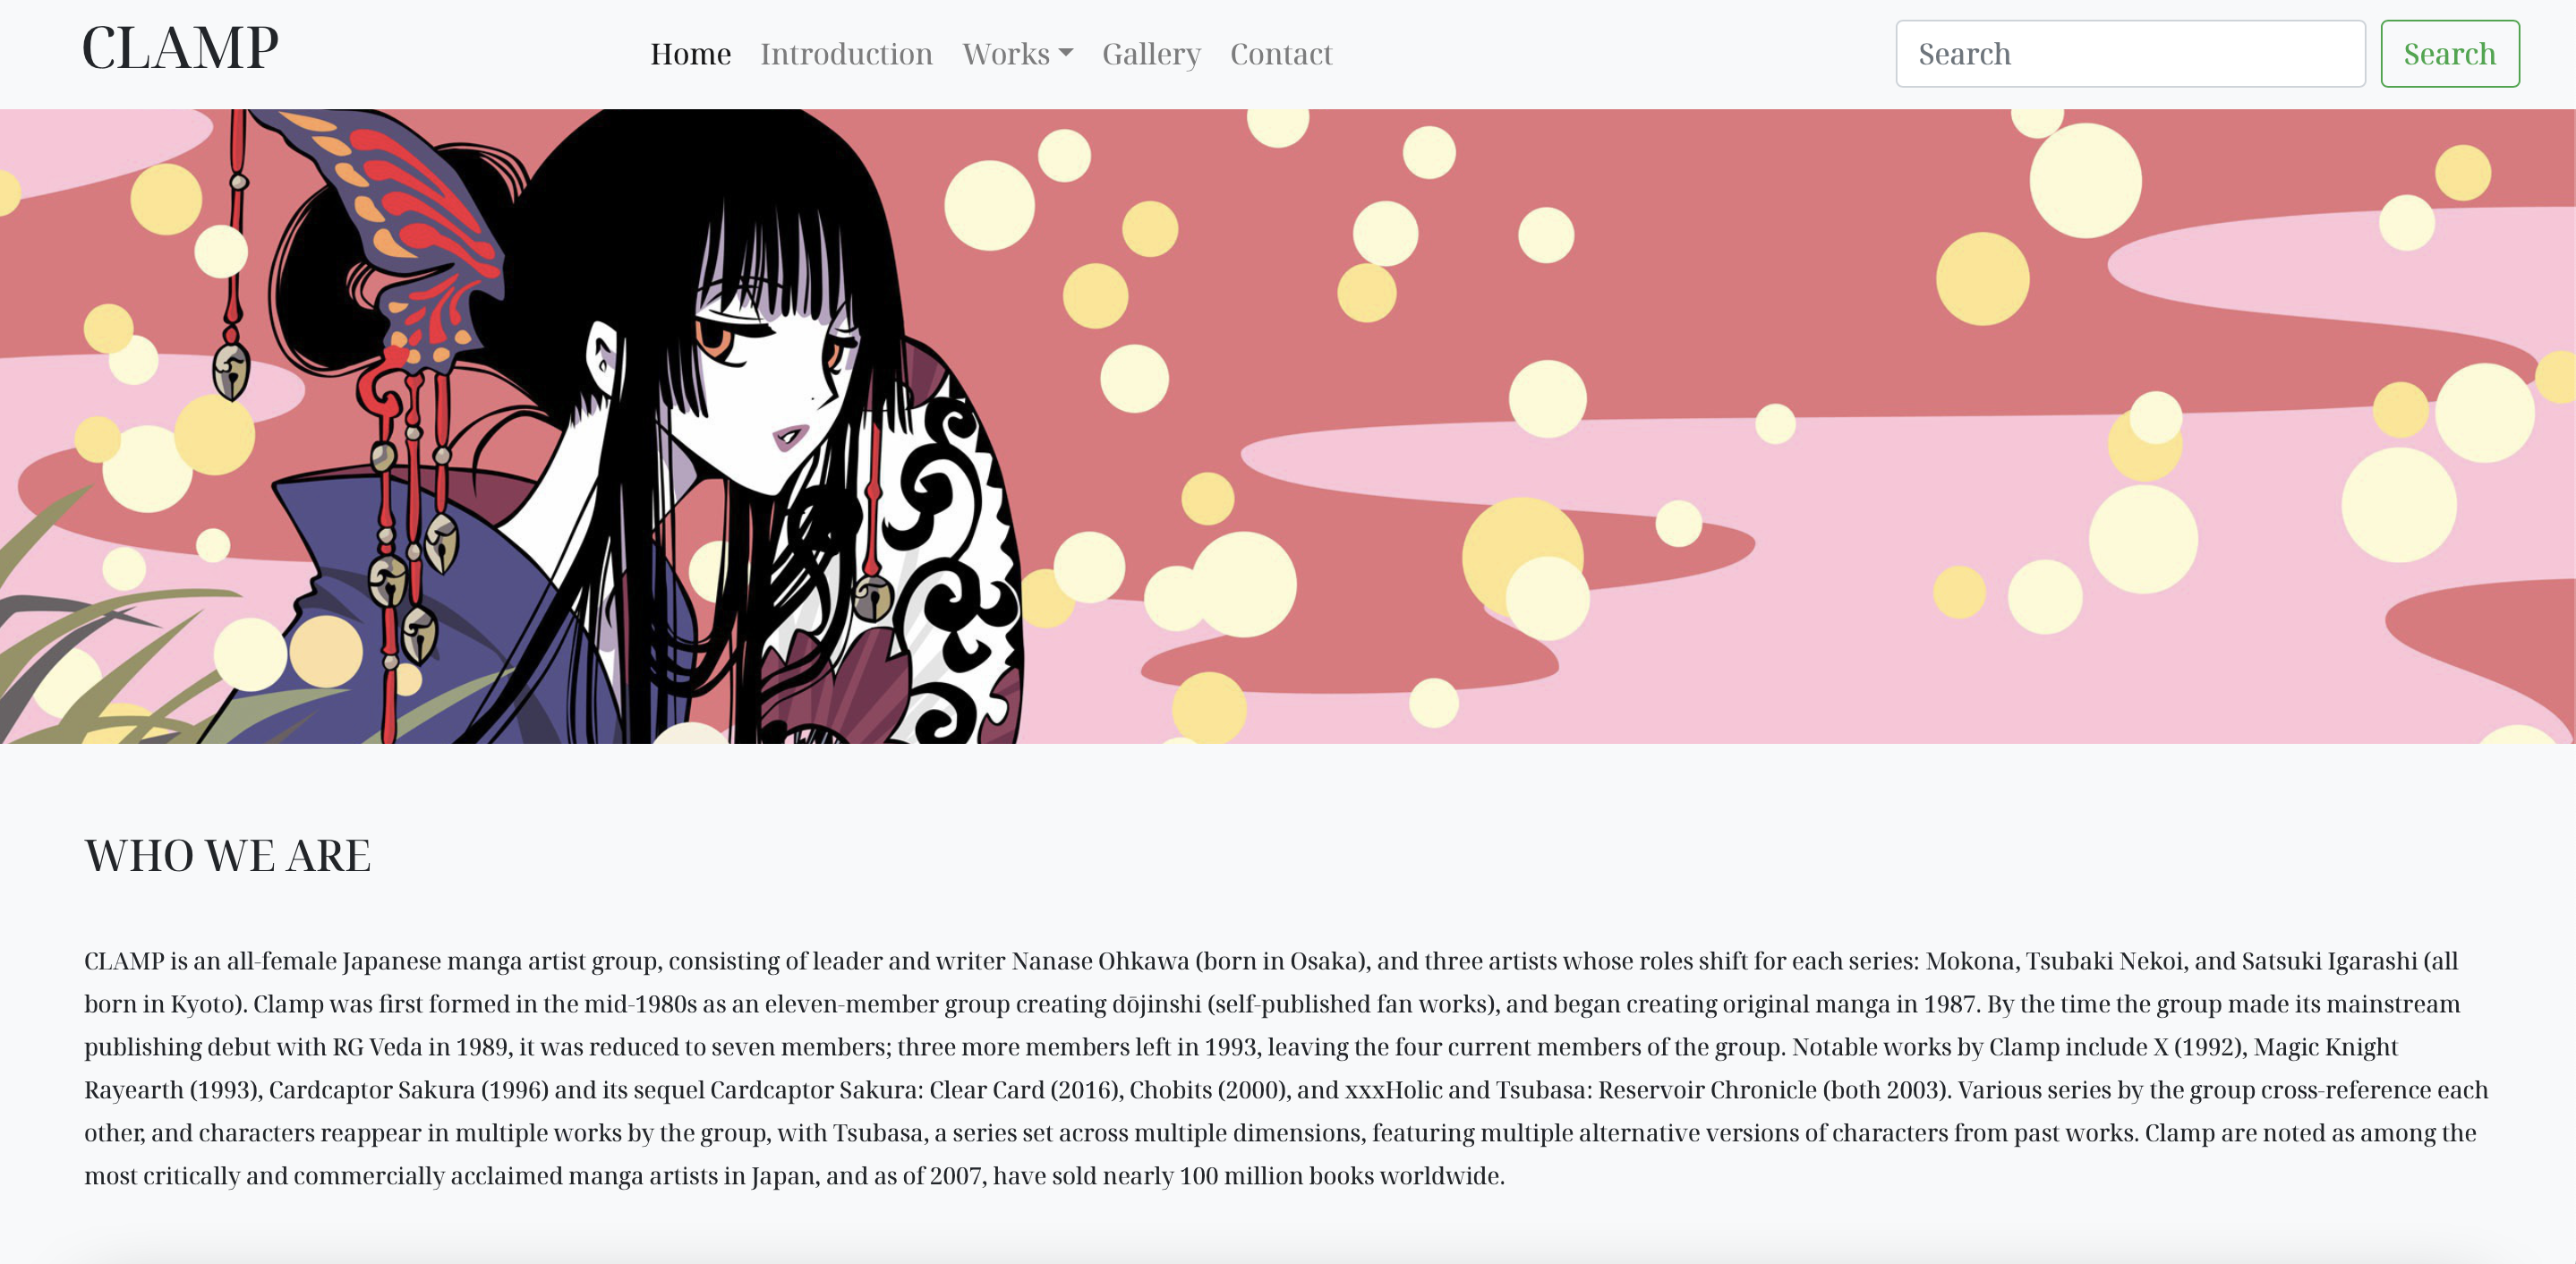 CLAMP
Home Introduction Works Gallery Contact
Search
Search
WHO WE ARE
CLAMP is an all-female Japanese manga artist group, consisting of leader and writer Nanase Ohkawa (born in Osaka), and three artists whose roles shift for each series: Mokona, Tsubaki Nekoi, and Satsuki Igarashi (all
born in Kyoto). Clamp was first formed in the mid-1980s as an eleven-member group creating dōjinshi (self-published fan works), and began creating original manga in 1987. By the time the group made its mainstream
publishing debut with RG Veda in 1989, it was reduced to seven members; three more members left in 1993, leaving the four current members of the group. Notable works by Clamp include X (1992), Magic Knight
Rayearth (1993), Cardcaptor Sakura (1996) and its sequel Cardcaptor Sakura: Clear Card (2016), Chobits (2000), and xxxHolic and Tsubasa: Reservoir Chronicle (both 2003). Various series by the group cross-reference each
other, and characters reappear in multiple works by the group, with Tsubasa, a series set across multiple dimensions, featuring multiple alternative versions of characters from past works. Clamp are noted as among the
most critically and commercially acclaimed manga artists in Japan, and as of 2007, have sold nearly 100 million books worldwide.